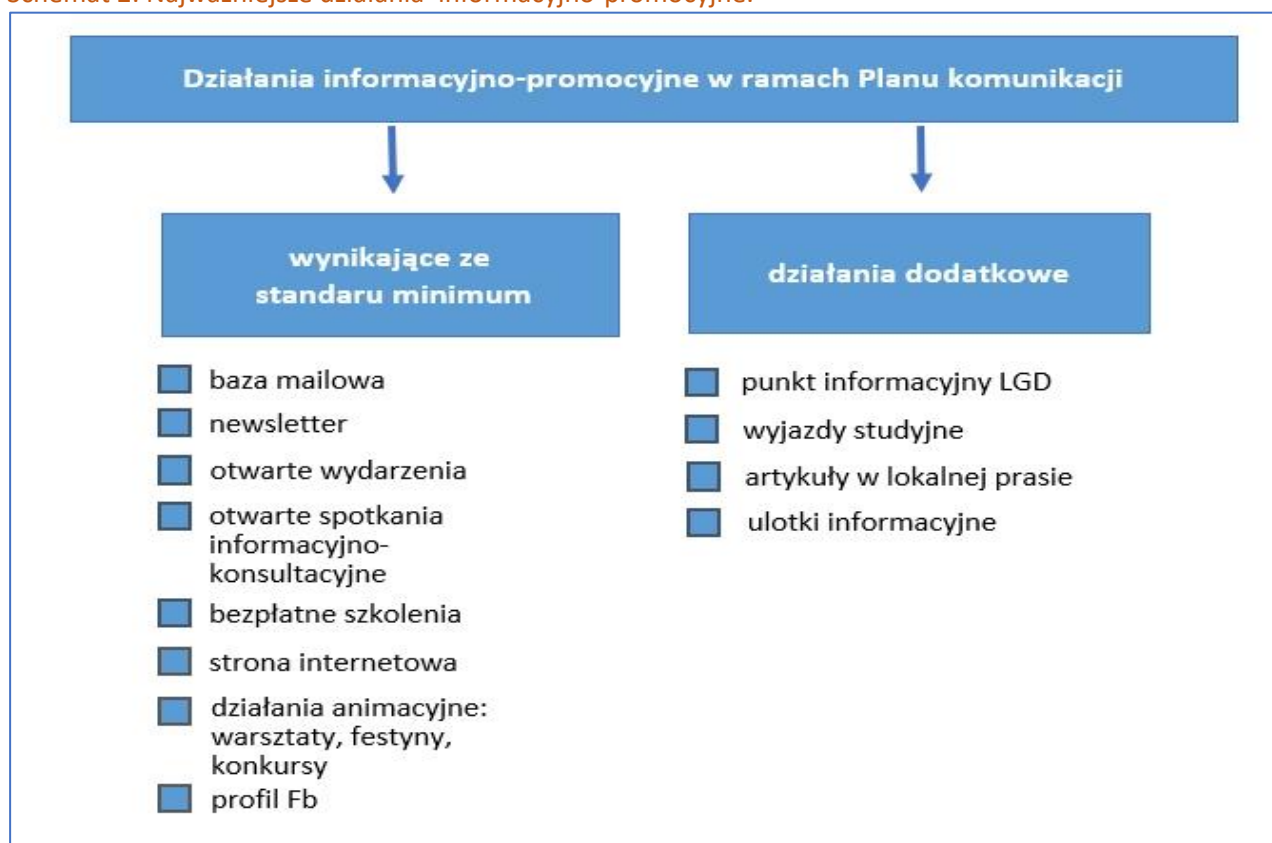 Schemat 2. Najważniejsze działania informacyjno-promocyjne.
Działania informacyjno-promocyjne w ramach Planu komunikacji
wynikające ze
standaru minimum
baza mailowa
newsletter
otwarte wydarzenia
otwarte spotkania
informacyjno-
konsultacyjne
bezpłatne szkolenia
strona internetowa
działania animacyjne:
warsztaty, festyny,
konkursy
profil Fb
działania dodatkowe
punkt informacyjny LGD
wyjazdy studyjne
artykuły w lokalnej prasie
ulotki informacyjne